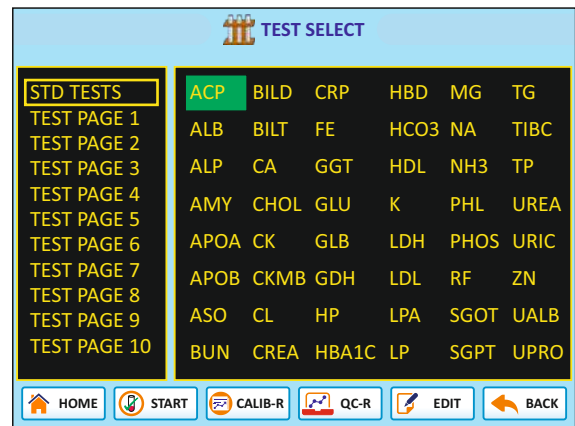 TEST SELECT
STD TESTS
TEST PAGE 1
TEST PAGE 2
TEST PAGE 3
TEST PAGE 4
TEST PAGE 5
TEST PAGE 6
TEST PAGE 7
TEST PAGE 8
TEST PAGE 9
TEST PAGE 10
ACP BILD CRP HBD MG TG
ALB BILT FE HCO3 NA TIBC
ALP CA GGT HDL NH3 TP
AMY CHOL GLU K PHL UREA
APOA CK GLB LDH PHOS URIC
APOB CKMB GDH LDL RF ZN
ASO CL HP LPA SGOT UALB
BUN CREA HBA1C LP SGPT UPRO
HOME START CALIB-R QC-R EDIT BACK